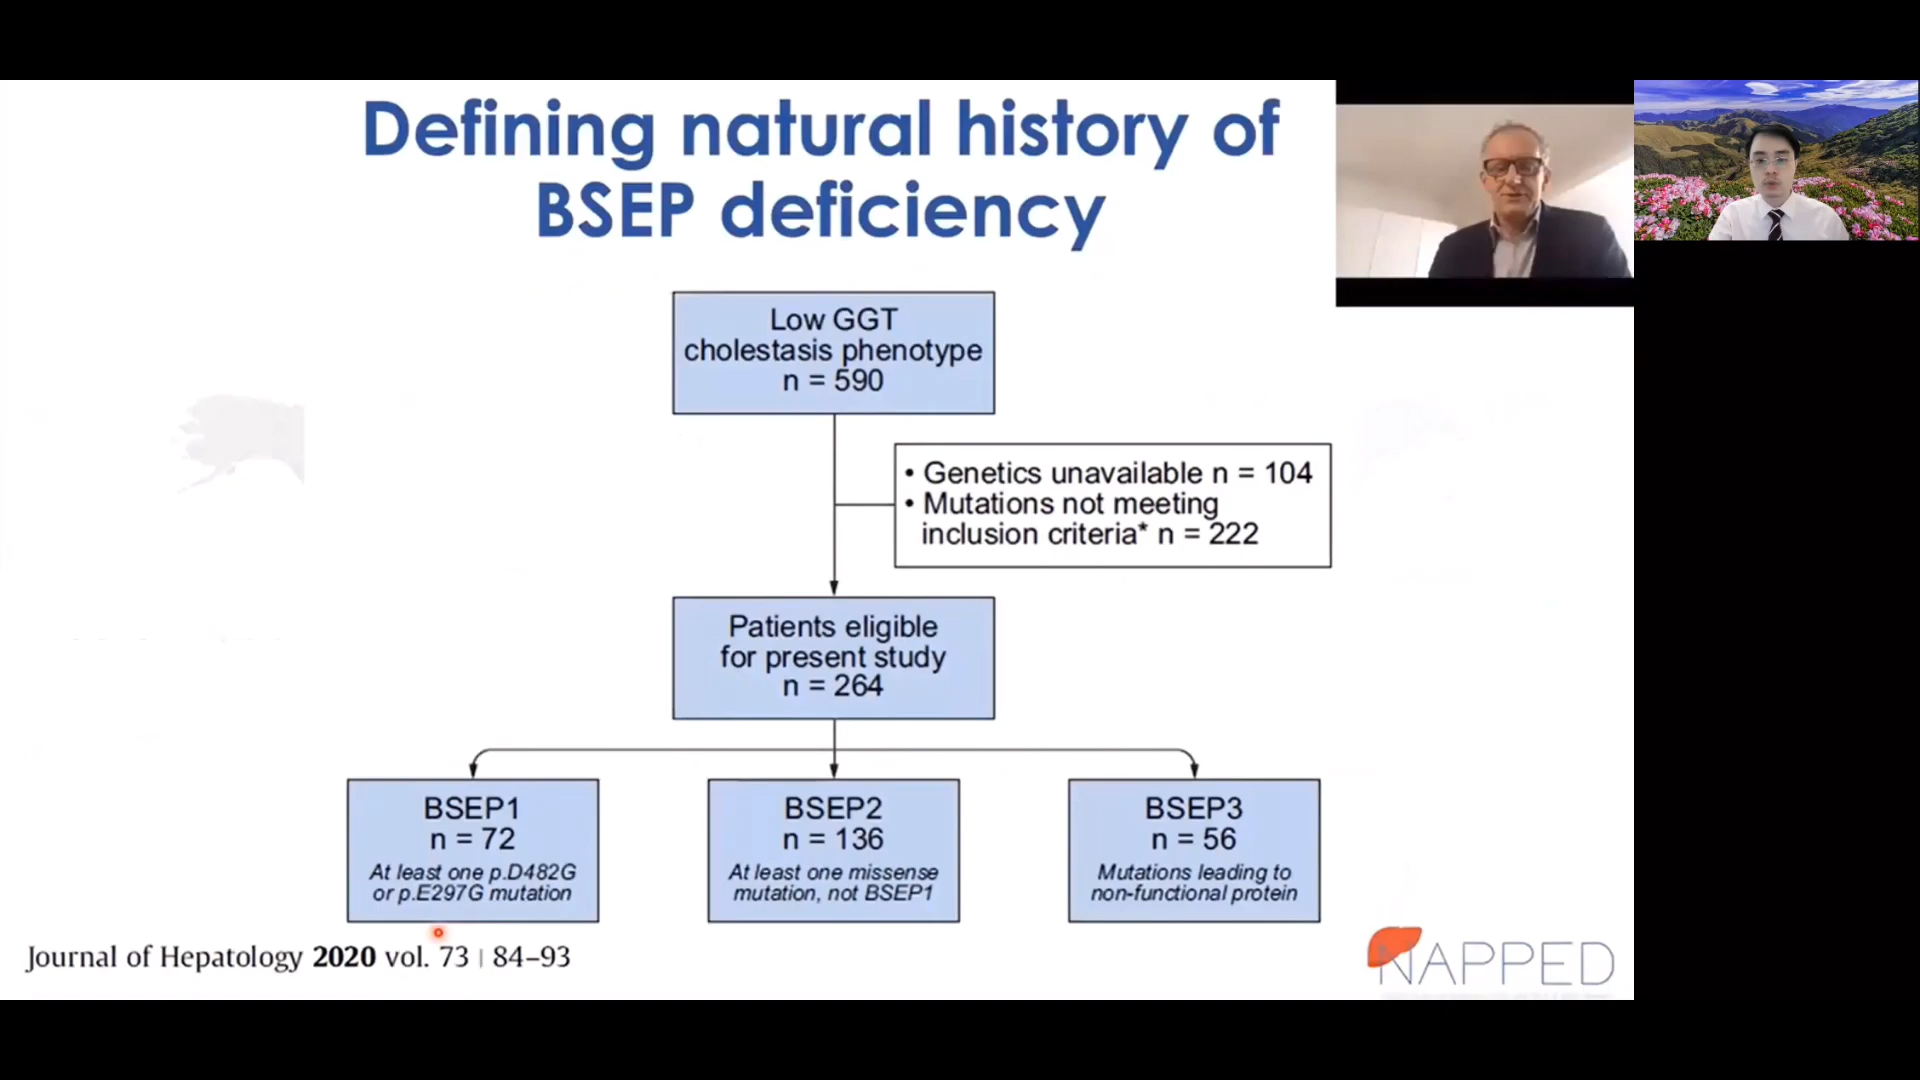 Defining natural history of
BSEP deficiency
Low GGT
cholestasis phenotype
n = 590
• Genetics unavailable n = 104
• Mutations not meeting
inclusion criteria* n = 222
Patients eligible
for present study
n = 264
BSEP1
n = 72
At least one p.D482G
or p.E297G mutation
BSEP2
n = 136
At least one missense
mutation, not BSEP1
BSEP3
n = 56
Mutations leading to
non-functional protein
Journal of Hepatology 2020 vol. 73 | 84–93
NAPPED